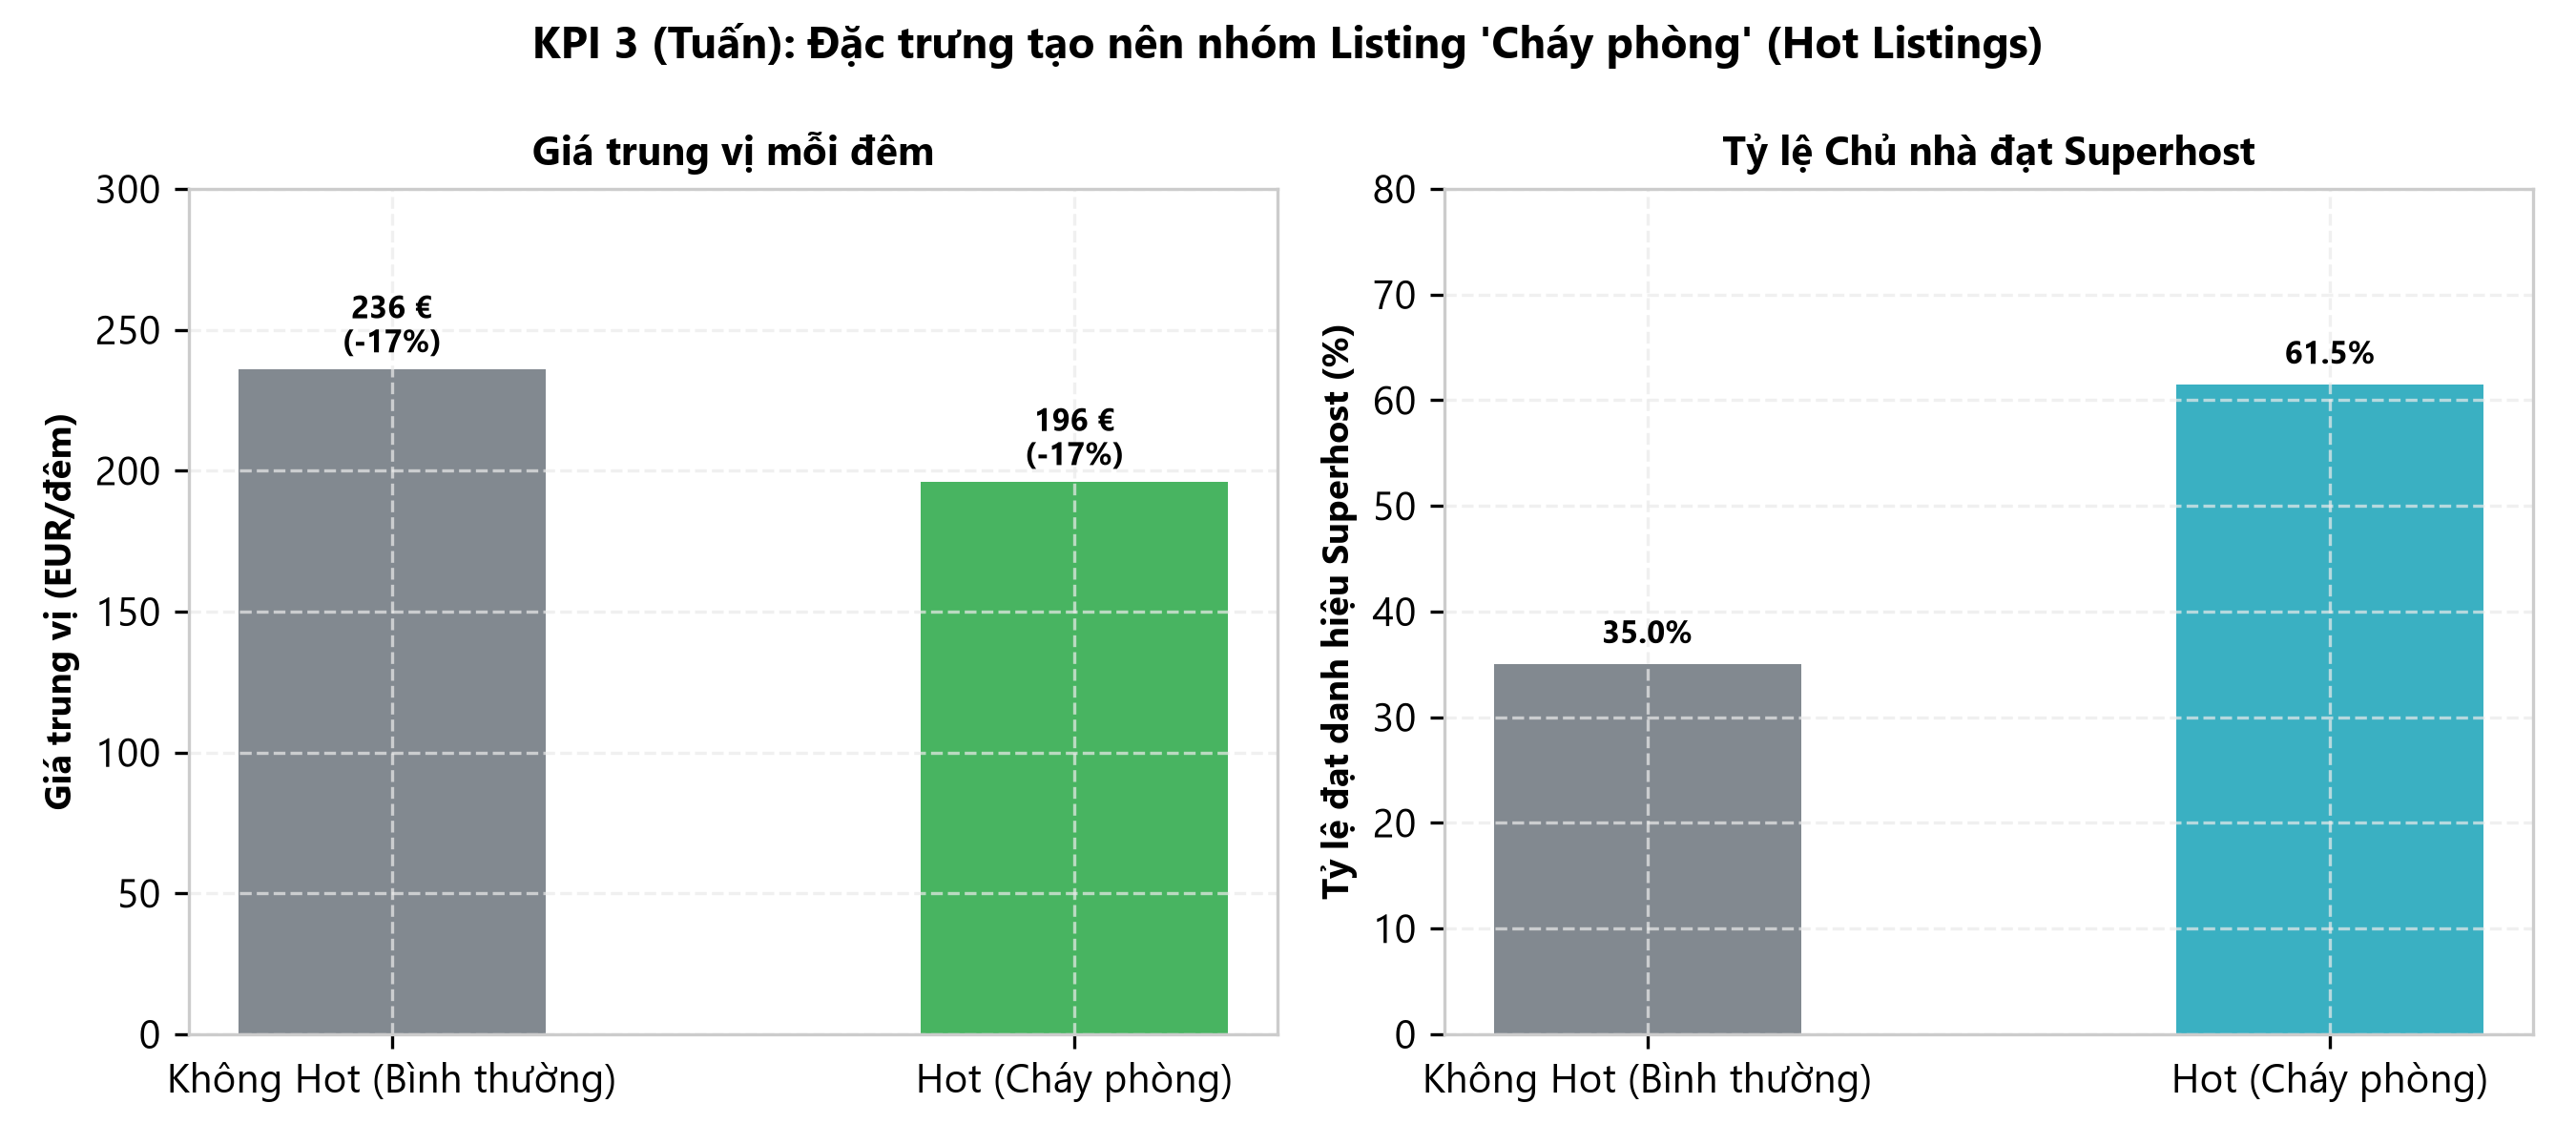 KPI 3 (Tuấn): Đặc trưng tạo nên nhóm Listing 'Cháy phòng' (Hot Listings)
Giá trung vị mỗi đêm
Giá trung vị (EUR/đêm)
300
250
200
150
100
50
0
236 €
(-17%)
196 €
(-17%)
Không Hot (Bình thường)
Hot (Cháy phòng)
Tỷ lệ Chủ nhà đạt Superhost
Tỷ lệ đạt danh hiệu Superhost (%)
80
70
60
50
40
30
20
10
0
35.0%
61.5%
Không Hot (Bình thường)
Hot (Cháy phòng)